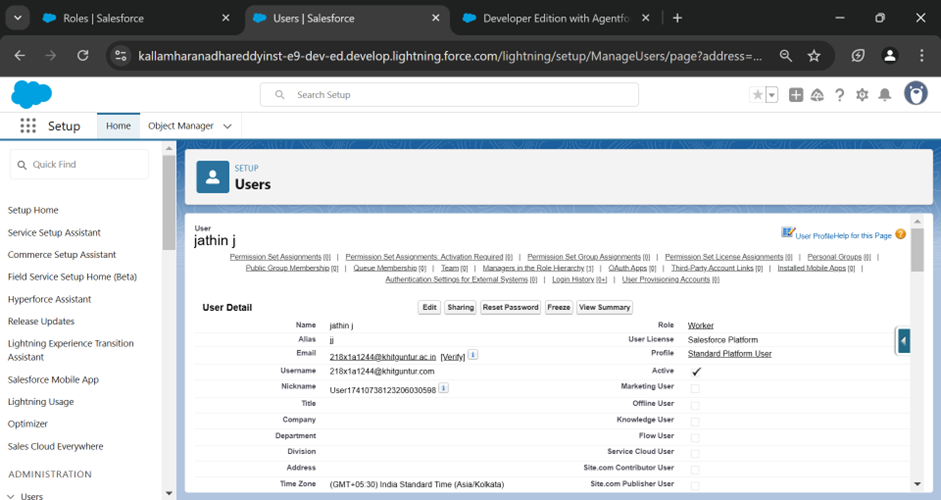 Roles | Salesforce
Users | Salesforce
Developer Edition with Agentfo
kallamharanadhareddyinst-e9-dev-ed.develop.lightning.force.com/lightning/setup/ManageUsers/page?address=...
Search Setup
Setup
Home
Object Manager
Quick Find
Setup Home
Service Setup Assistant
Commerce Setup Assistant
Field Service Setup Home (Beta)
Hyperforce Assistant
Release Updates
Lightning Experience Transition
Assistant
Salesforce Mobile App
Lightning Usage
Optimizer
Sales Cloud Everywhere
ADMINISTRATION
Users
SETUP
Users
User
jathin j
User Profile Help for this Page
Permission Set Assignments [0] | Permission Set Assignments: Activation Required [0] | Permission Set Group Assignments [0] | Permission Set License Assignments [0] | Personal Groups [0] |
Public Group Membership [0] | Queue Membership [0] | Team [0] | Managers in the Role Hierarchy [1] | OAuth Apps [0] | Third-Party Account Links [0] | Installed Mobile Apps [0] |
Authentication Settings for External Systems [0] | Login History [0+] | User Provisioning Accounts [0]
User Detail Edit Sharing Reset Password Freeze View Summary
Name jathin j Role Worker
Alias jj User License Salesforce Platform
Email 218x1a1244@khitguntur.ac.in [Verify] i Profile Standard Platform User
Username 218x1a1244@khitguntur.com Active
Nickname User17410738123206030598 i Marketing User
Title Offline User
Company Knowledge User
Department Flow User
Division Service Cloud User
Address Site.com Contributor User
Time Zone (GMT+05:30) India Standard Time (Asia/Kolkata) Site.com Publisher User